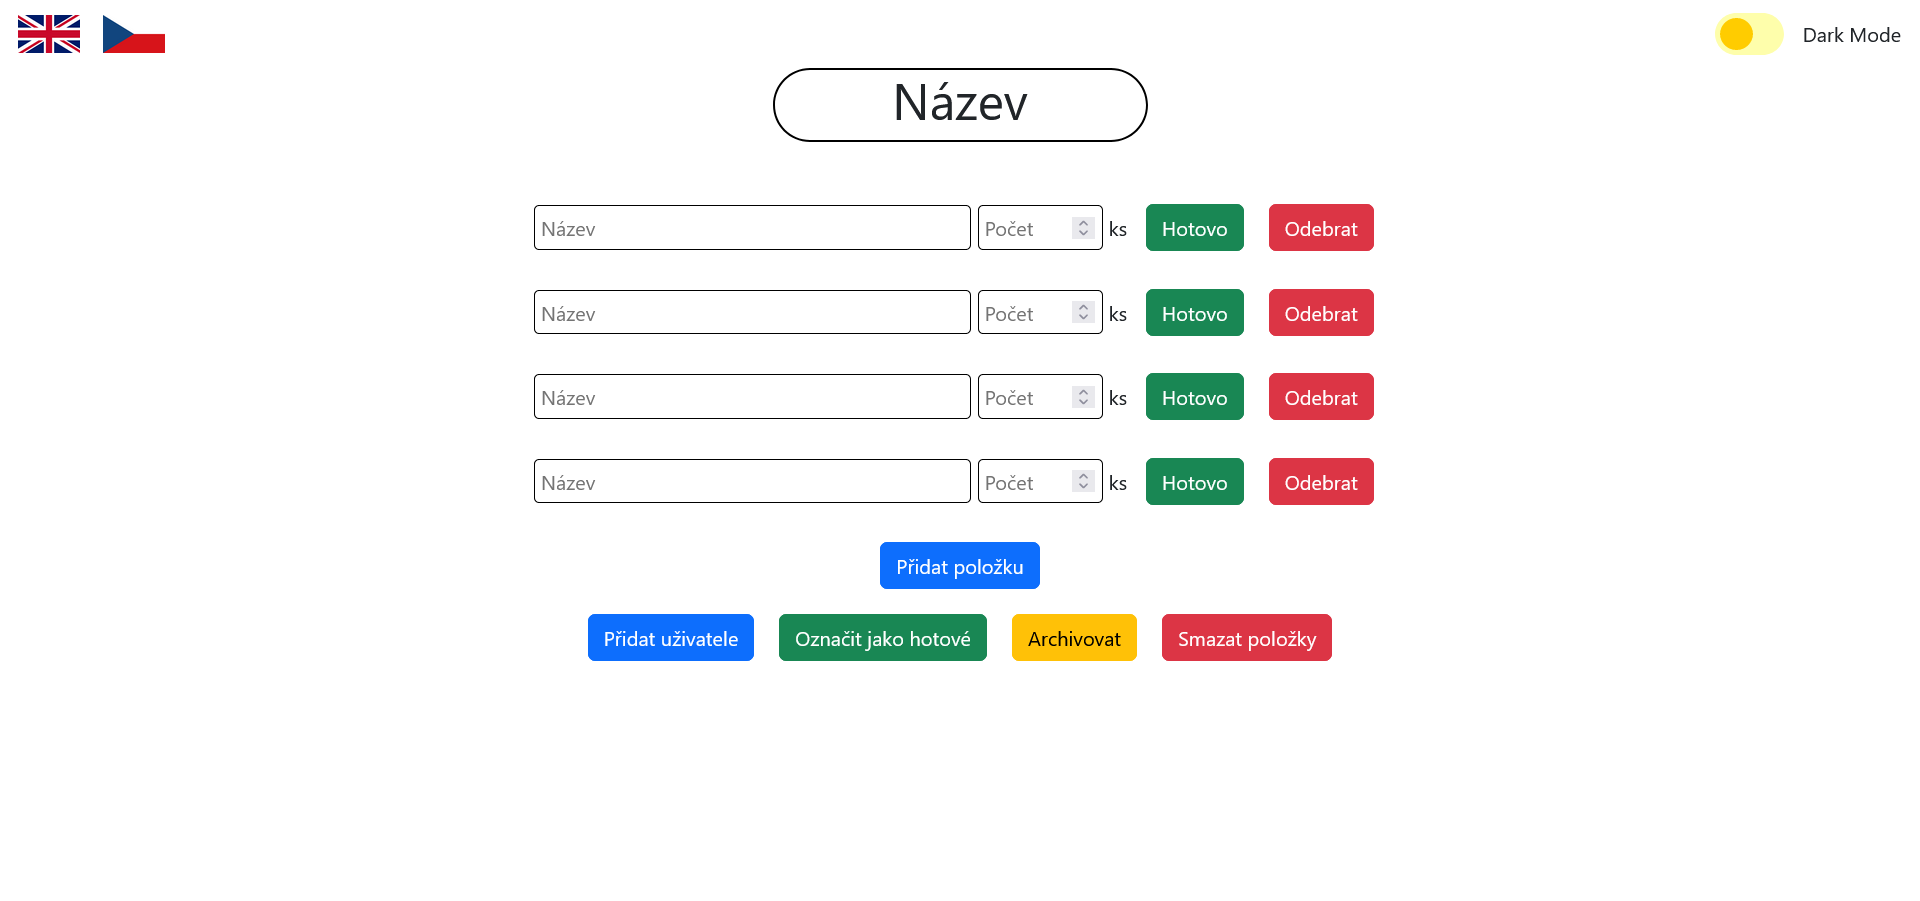 Dark Mode
Název
Název Počet ks Hotovo Odebrat
Název Počet ks Hotovo Odebrat
Název Počet ks Hotovo Odebrat
Název Počet ks Hotovo Odebrat
Přidat položku
Přidat uživatele Označit jako hotové Archivovat Smazat položky